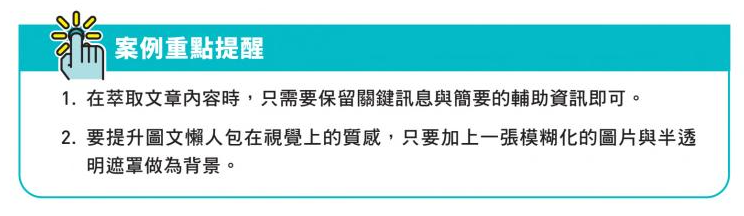 案例重點提醒
1. 在萃取文章內容時，只需要保留關鍵訊息與簡要的輔助資訊即可。
2. 要提升圖文懶人包在視覺上的質感，只要加上一張模糊化的圖片與半透
明遮罩做為背景。